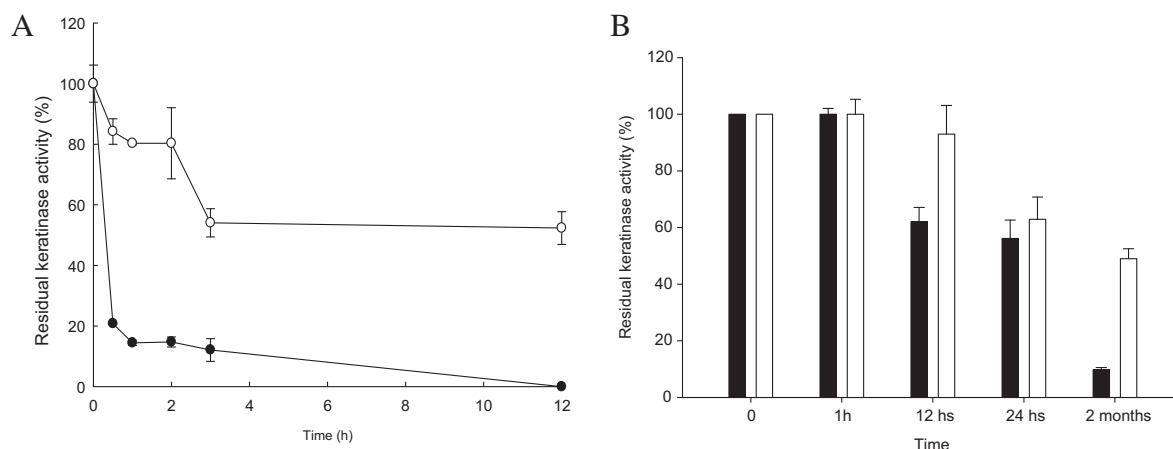 A
Residual keratinase activity (%)
120
100
80
60
40
20
0
0 2 4 6 8 10 12
Time (h)
B
Residual keratinase activity (%)
120
100
80
60
40
20
0
0 1h 12 hs 24 hs 2 months
Time